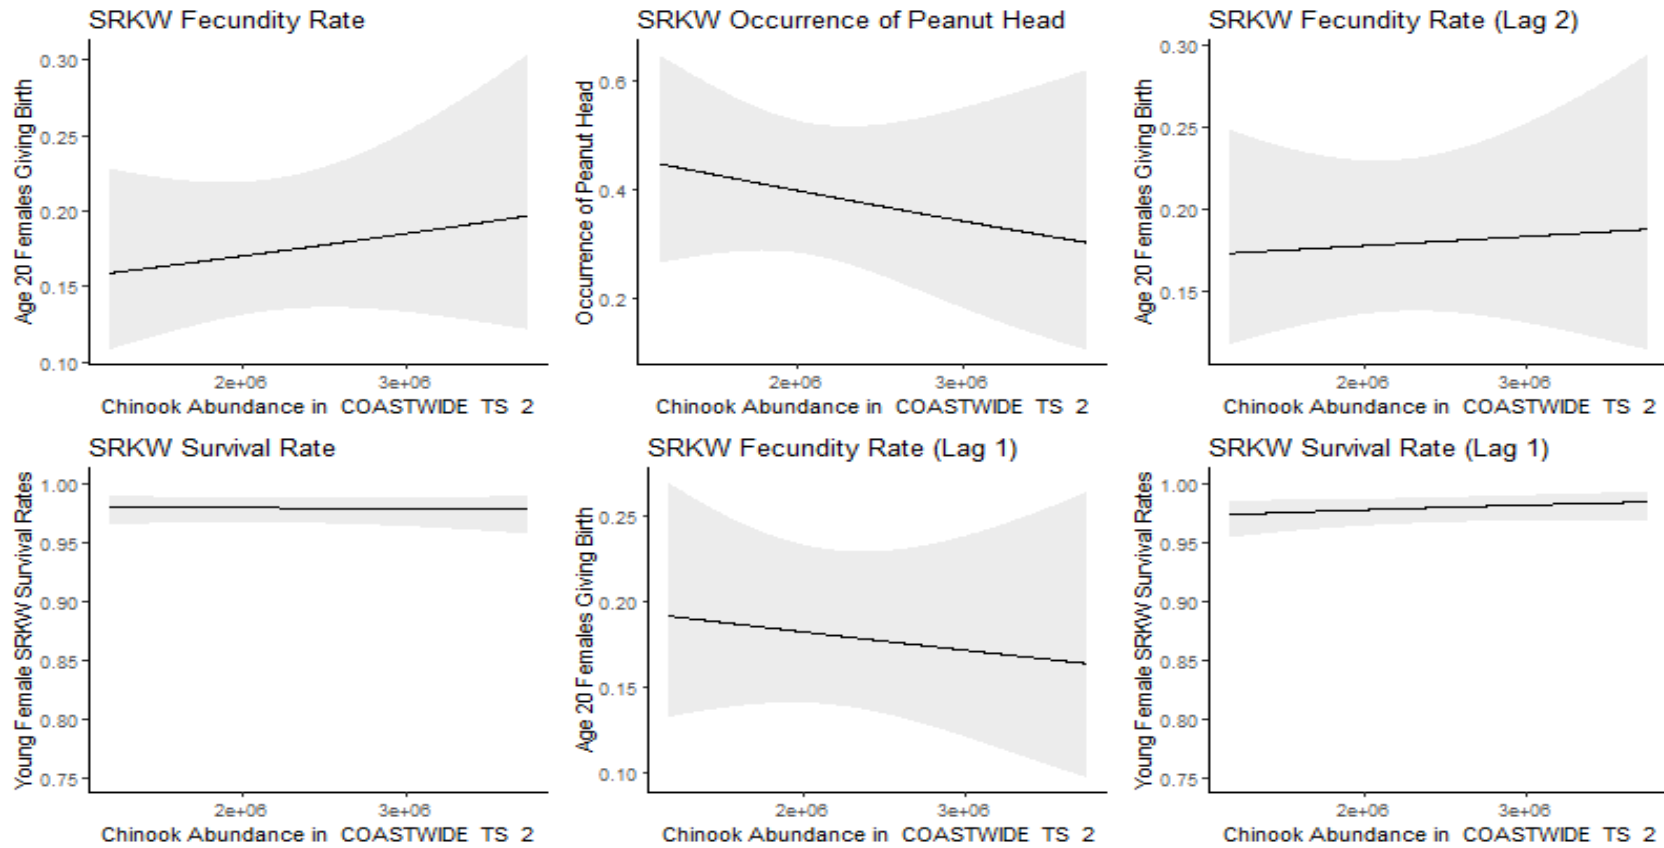 SRKW Fecundity Rate
Age 20 Females Giving Birth
0.30
0.25
0.20
0.15
0.10
2e+06
3e+06
Chinook Abundance in COASTWIDE TS 2
SRKW Occurrence of Peanut Head
Occurrence of Peanut Head
0.6
0.4
0.2
2e+06
3e+06
Chinook Abundance in COASTWIDE TS 2
SRKW Fecundity Rate (Lag 2)
Age 20 Females Giving Birth
0.30
0.25
0.20
0.15
2e+06
3e+06
Chinook Abundance in COASTWIDE TS 2
SRKW Survival Rate
Young Female SRKW Survival Rates
1.00
0.95
0.90
0.85
0.80
0.75
2e+06
3e+06
Chinook Abundance in COASTWIDE TS 2
SRKW Fecundity Rate (Lag 1)
Age 20 Females Giving Birth
0.25
0.20
0.15
0.10
2e+06
3e+06
Chinook Abundance in COASTWIDE TS 2
SRKW Survival Rate (Lag 1)
Young Female SRKW Survival Rates
1.00
0.95
0.90
0.85
0.80
0.75
2e+06
3e+06
Chinook Abundance in COASTWIDE TS 2